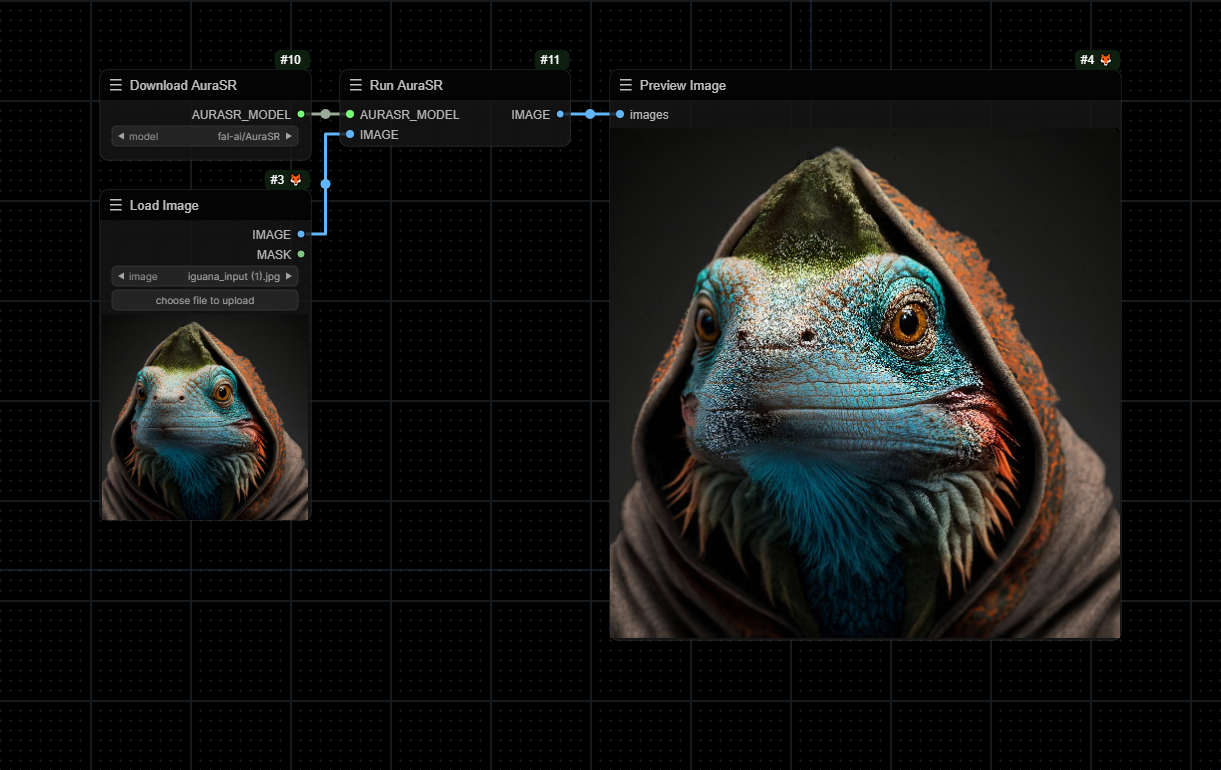 #10
Download AuraSR
AURASR_MODEL
model fal-ai/AuraSR
#3
Load Image
IMAGE
MASK
image iguana_input (1).jpg
choose file to upload
#11
Run AuraSR
AURASR_MODEL IMAGE
IMAGE
#4
Preview Image
images